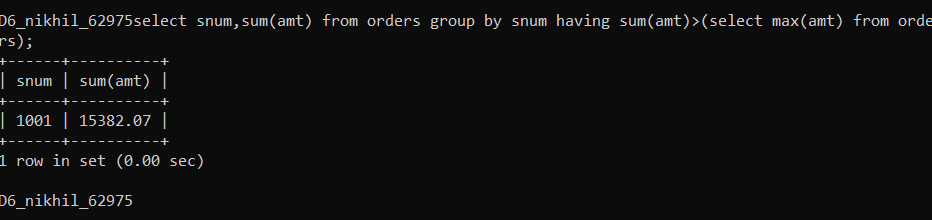 D6_nikhil_62975select snum,sum(amt) from orders group by snum having sum(amt)>(select max(amt) from orde
rs);
+------+----------+
| snum | sum(amt) |
+------+----------+
| 1001 | 15382.07 |
+------+----------+
1 row in set (0.00 sec)
D6_nikhil_62975